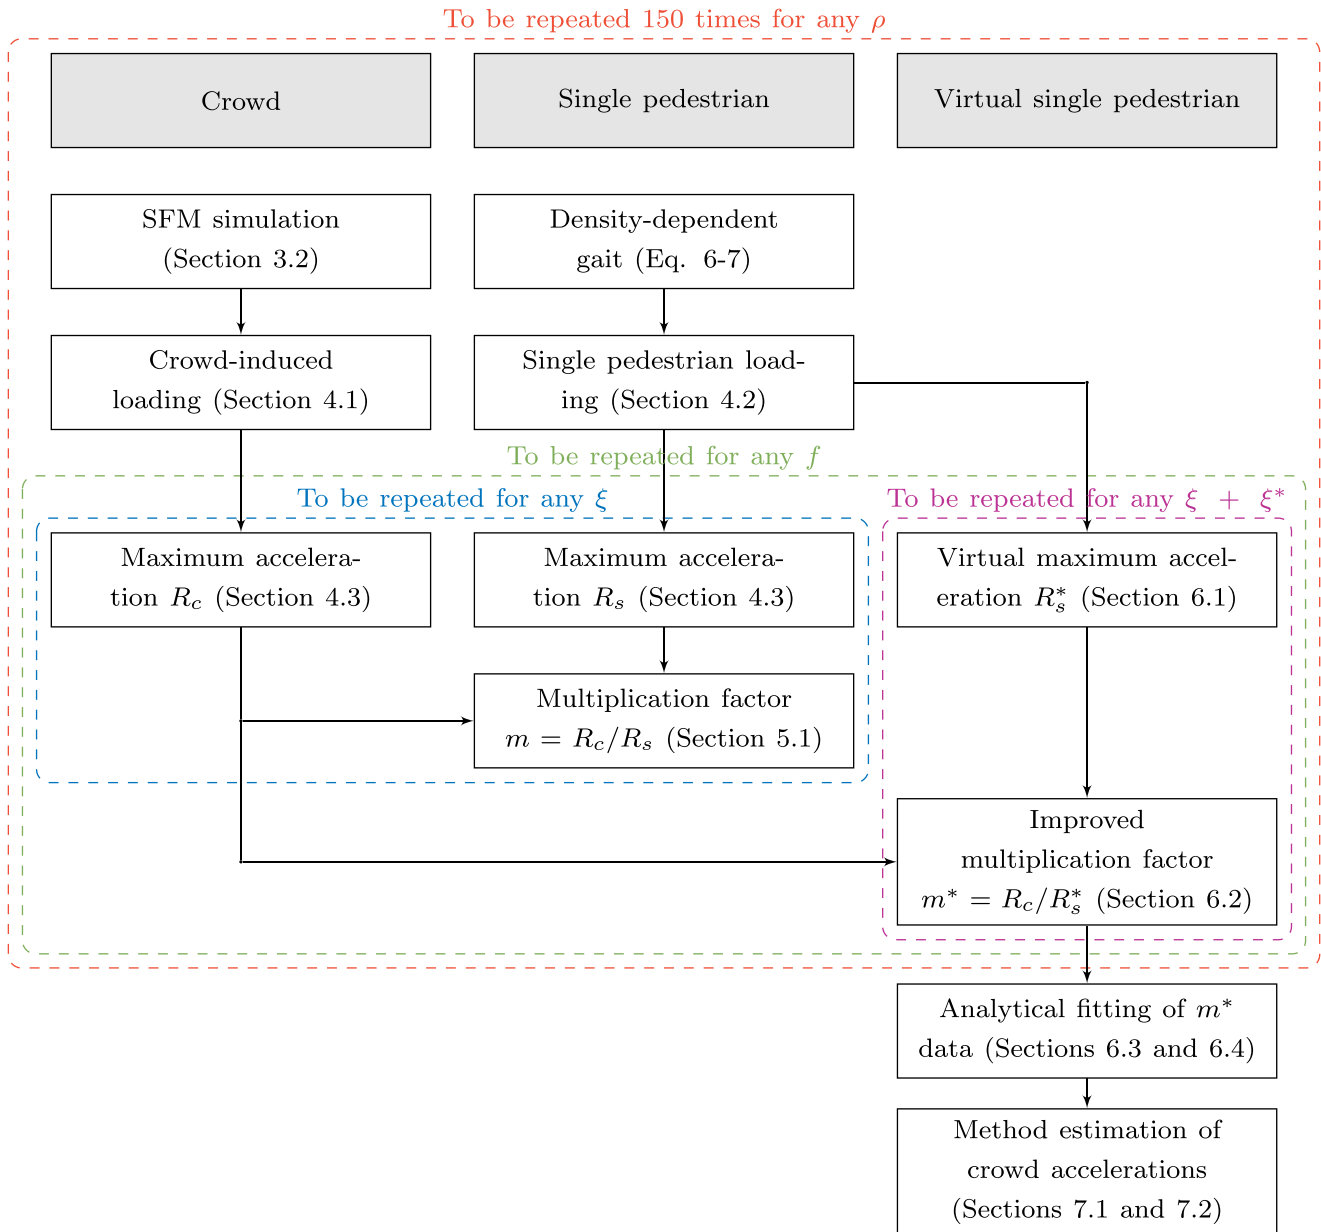 To be repeated 150 times for any ρ
Crowd
Single pedestrian
Virtual single pedestrian
SFM simulation
(Section 3.2)
Density-dependent
gait (Eq. 6-7)
Crowd-induced
loading (Section 4.1)
Single pedestrian load-
ing (Section 4.2)
To be repeated for any f
To be repeated for any ξ
To be repeated for any ξ + ξ*
Maximum accelera-
tion R_c (Section 4.3)
Maximum accelera-
tion R_s (Section 4.3)
Virtual maximum accel-
eration R_s^* (Section 6.1)
Multiplication factor
m = R_c/R_s (Section 5.1)
Improved
multiplication factor
m* = R_c/R_s^* (Section 6.2)
Analytical fitting of m*
data (Sections 6.3 and 6.4)
Method estimation of
crowd accelerations
(Sections 7.1 and 7.2)